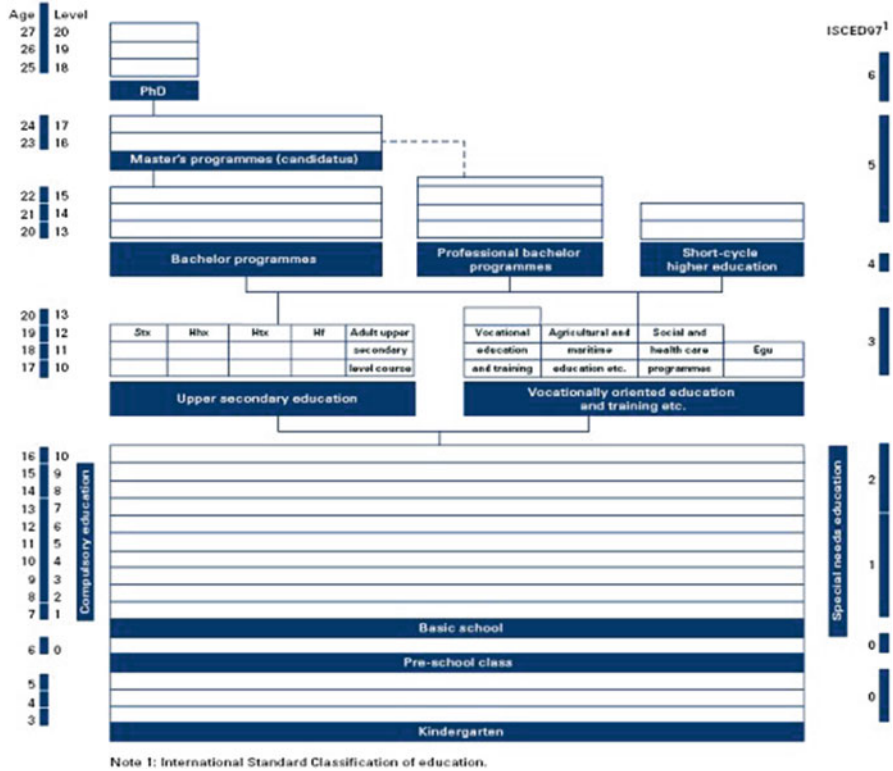 Age Level
ISCED97¹
27 20
26 19
25 18
6
PhD
24 17
23 16
Master's programmes (candidatus)
5
22 15
21 14
20 13
Bachelor programmes
Professional bachelor
programmes
Short-cycle
higher education
4
20 13
19 12
18 11
17 10
Stx
Hhx
Htx
Hf
Adult upper
secondary
level course
Vocational
education
and training
Agricultural and
maritime
education etc.
Social and
health care
programmes
Egu
3
Upper secondary education
Vocationally oriented education
and training etc.
16 10
15 9
14 8
13 7
12 6
11 5
10 4
9 3
8 2
7 1
Compulsory education
Special needs education
2
1
Basic school
6 0
0
Pre-school class
5
4
3
0
Kindergarten
Note 1: International Standard Classification of education.